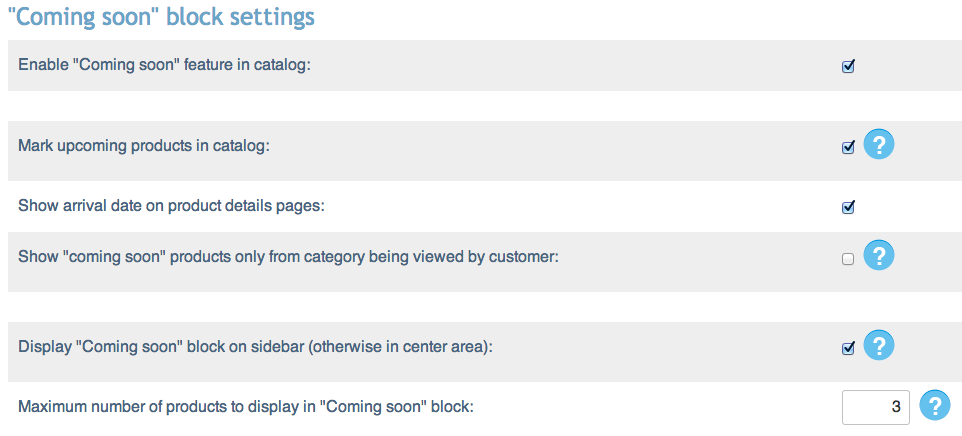 "Coming soon" block settings
Enable "Coming soon" feature in catalog:
Mark upcoming products in catalog: ?
Show arrival date on product details pages:
Show "coming soon" products only from category being viewed by customer: ?
Display "Coming soon" block on sidebar (otherwise in center area): ?
Maximum number of products to display in "Coming soon" block: 3 ?